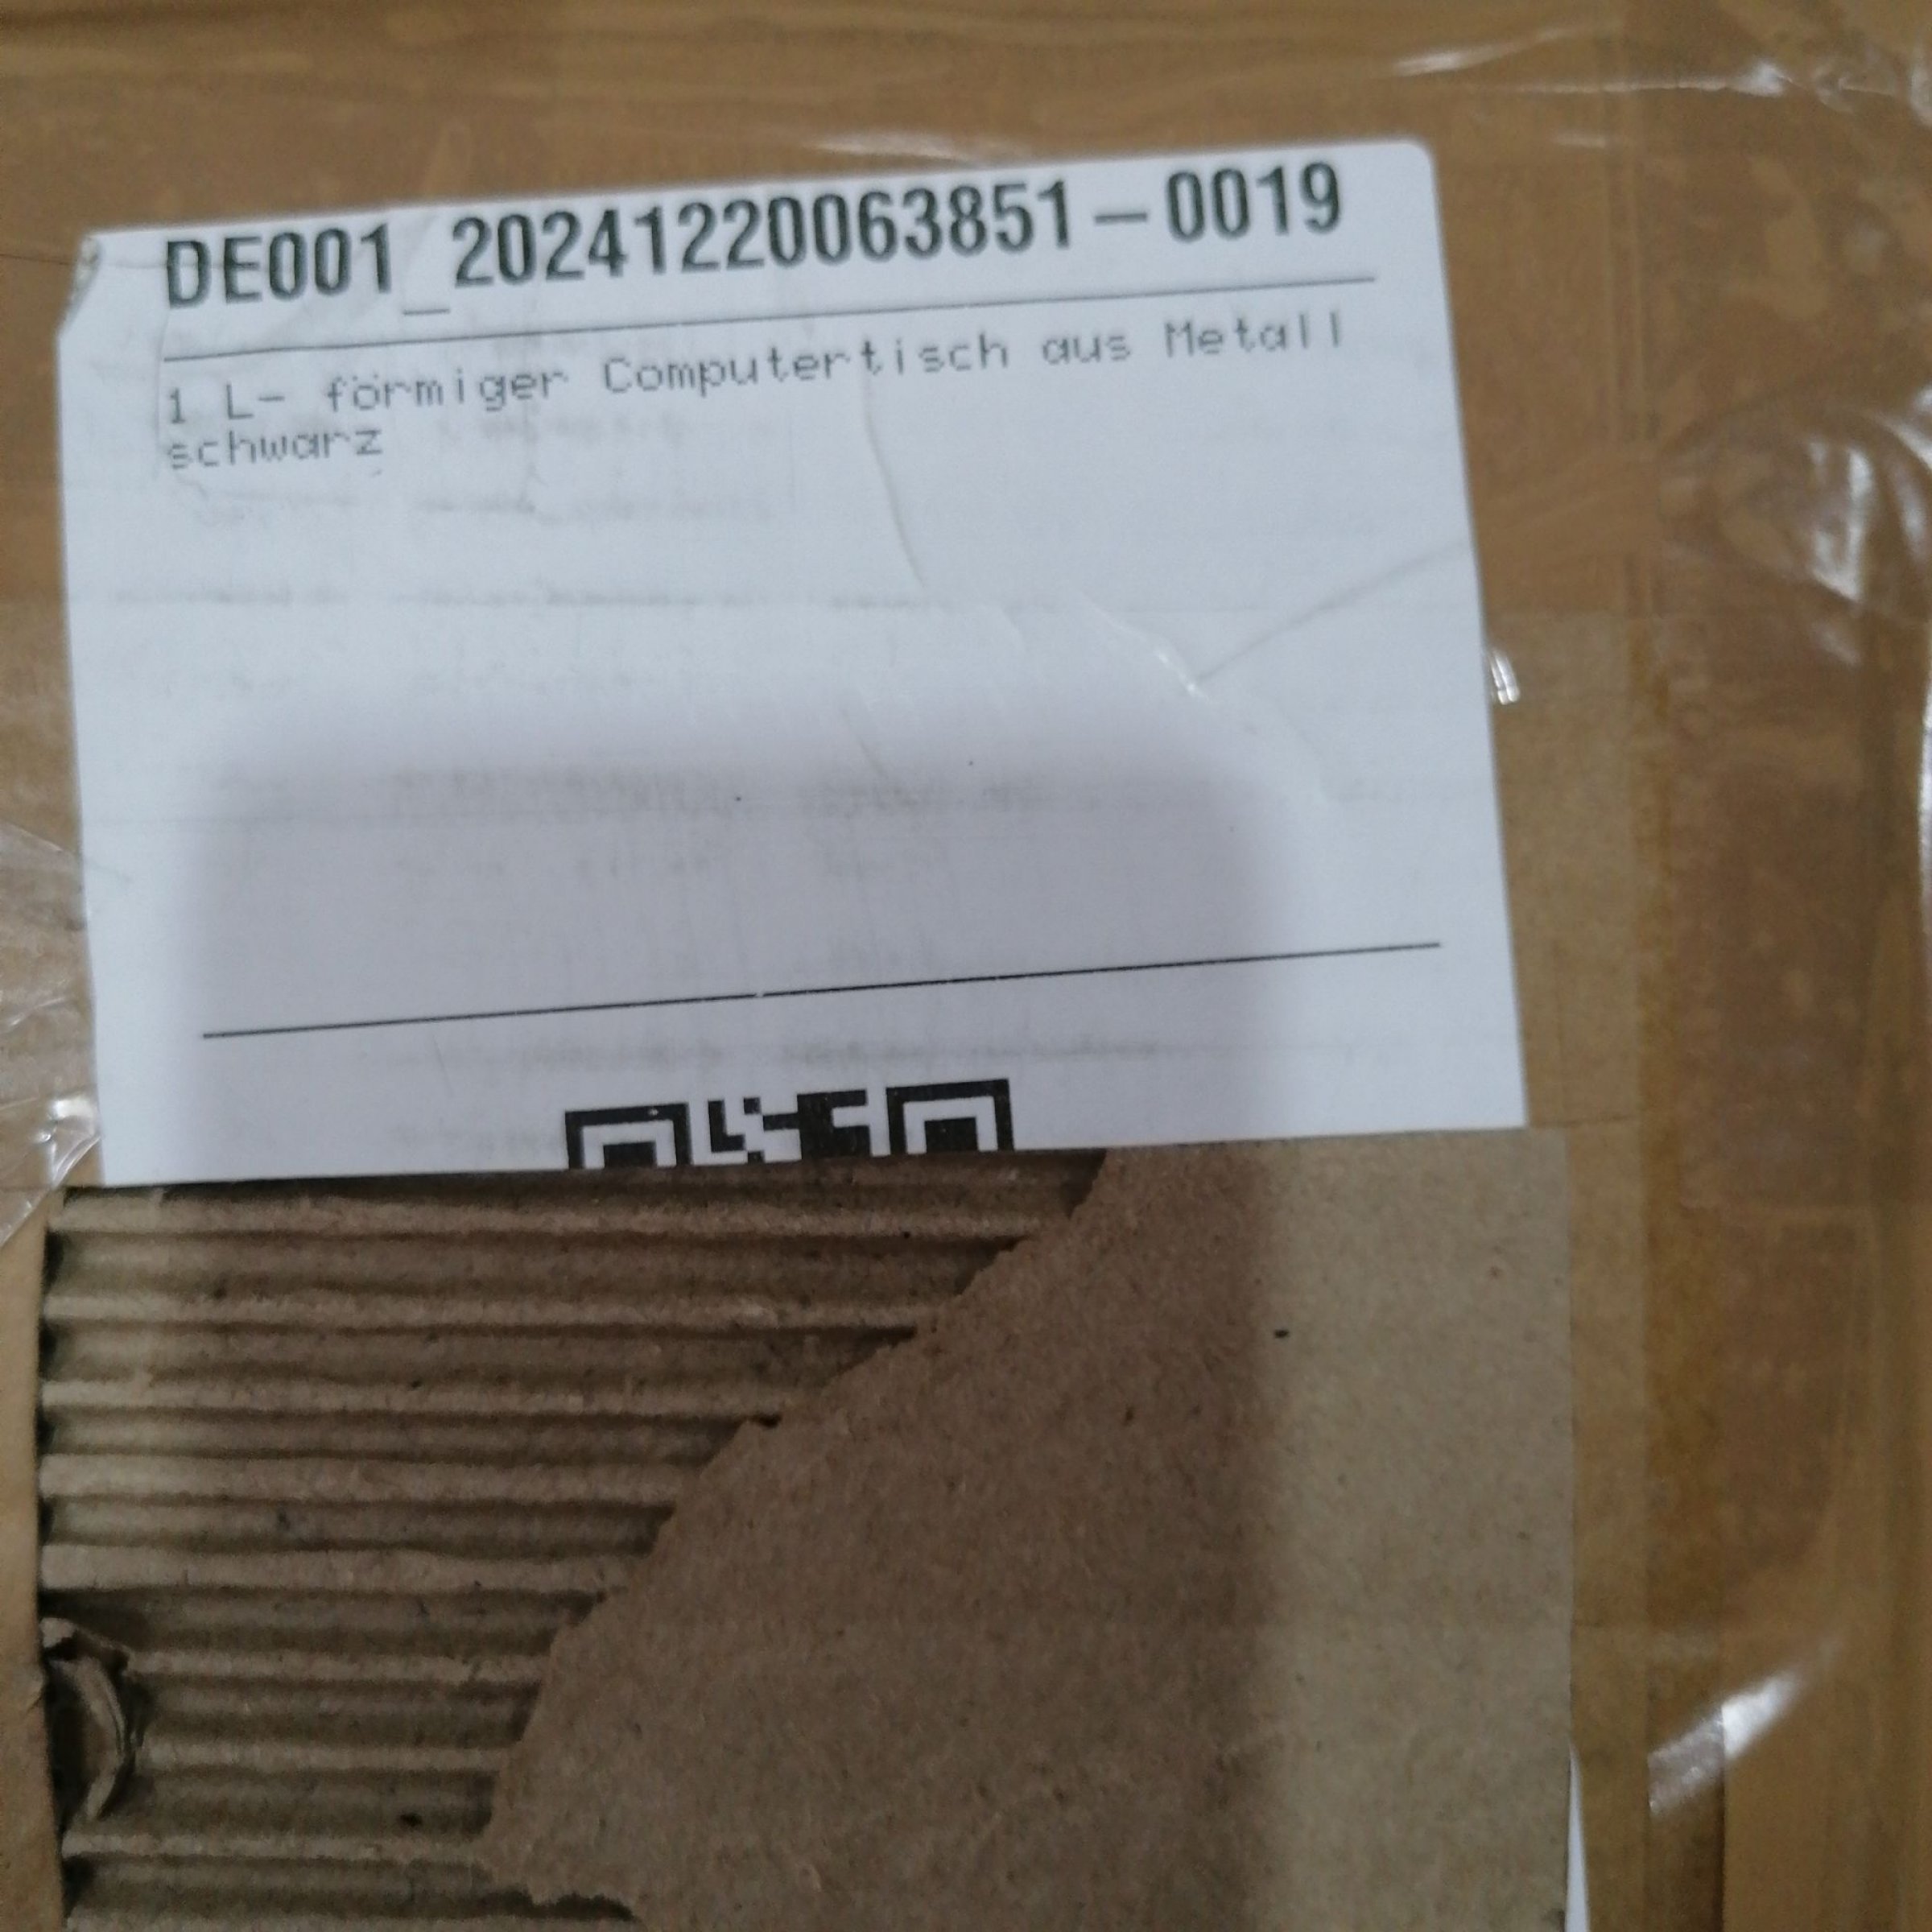 DE001_20241220063851-0019
1 L- förmiger Computertisch aus Metall
schwarz